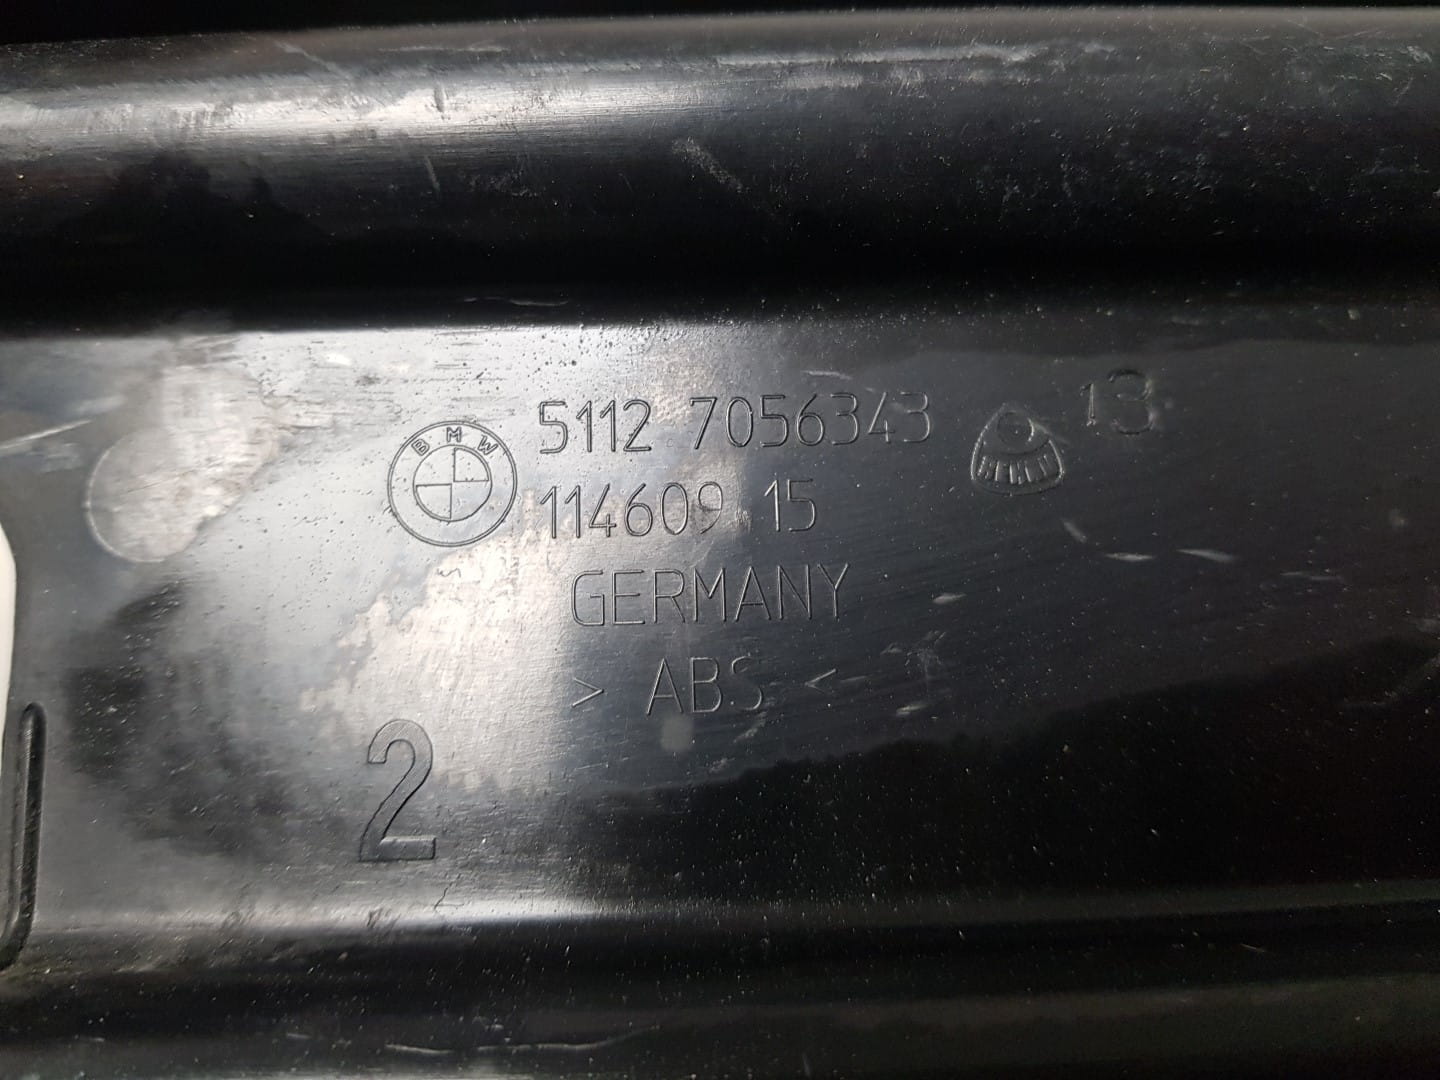 BMW
5112 7056343
13
114609 15
GERMANY
> ABS <
2